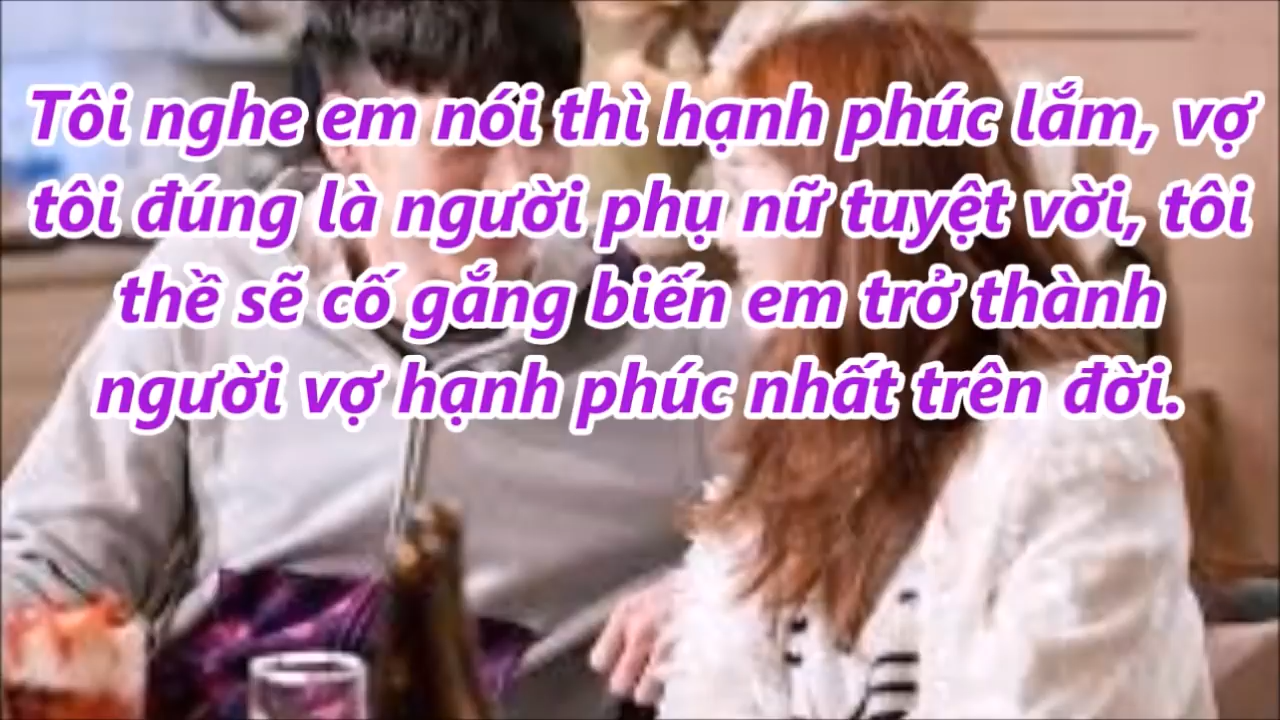 Tôi nghe em nói thì hạnh phúc lắm, vợ
tôi đúng là người phụ nữ tuyệt vời, tôi
thề sẽ cố gắng biến em trở thành
người vợ hạnh phúc nhất trên đời.